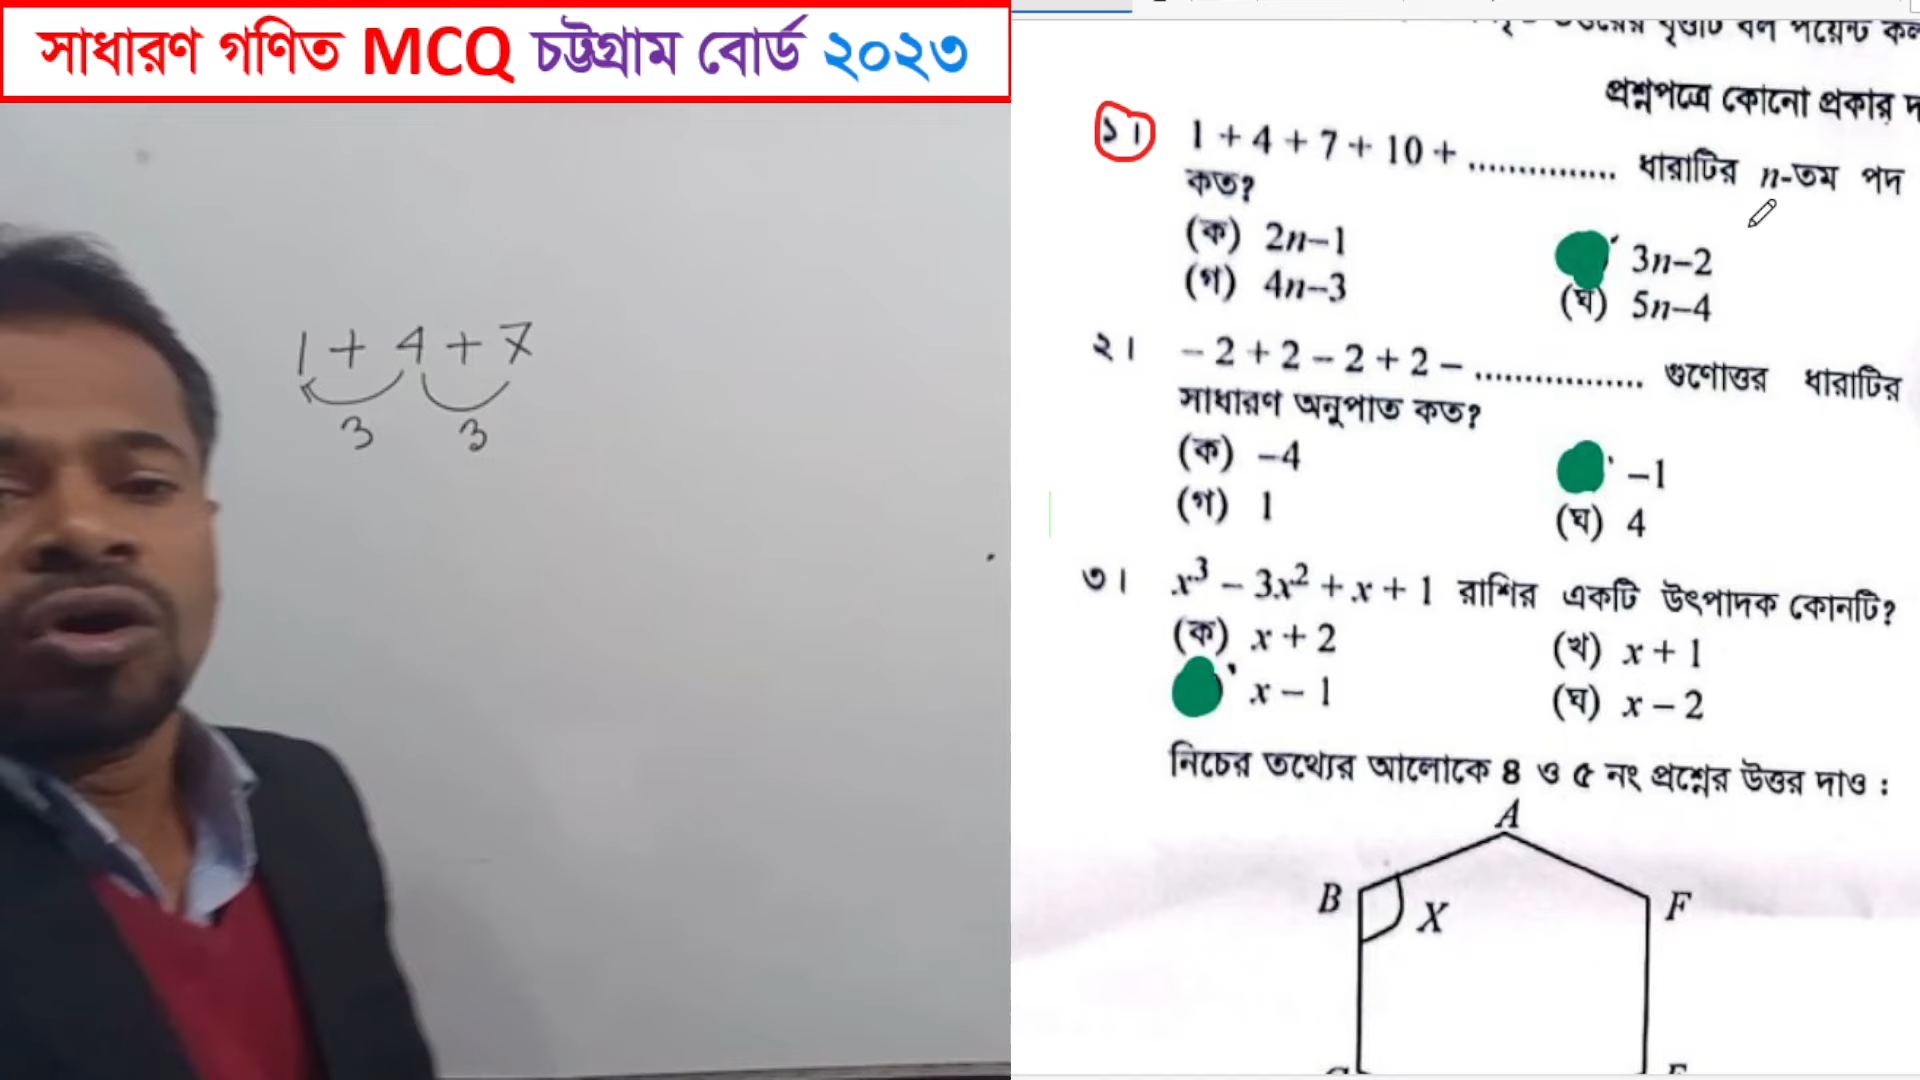 সাধারণ গণিত MCQ চট্টগ্রাম বোর্ড ২০২৩
1 + 4 + 7
3 3
প্রশ্নপত্রে কোনো প্রকার
১। 1 + 4 + 7 + 10 + ............... ধারাটির n-তম পদ
কত?
(ক) 2n–1 3n–2
(গ) 4n–3 (ঘ) 5n–4
২। – 2 + 2 – 2 + 2 – ................. গুণোত্তর ধারাটির
সাধারণ অনুপাত কত?
(ক) –4 –1
(গ) 1 (ঘ) 4
৩। x³ – 3x² + x + 1 রাশির একটি উৎপাদক কোনটি?
(ক) x + 2 (খ) x + 1
x – 1 (ঘ) x – 2
নিচের তথ্যের আলোকে ৪ ও ৫ নং প্রশ্নের উত্তর দাও :
A
B X F